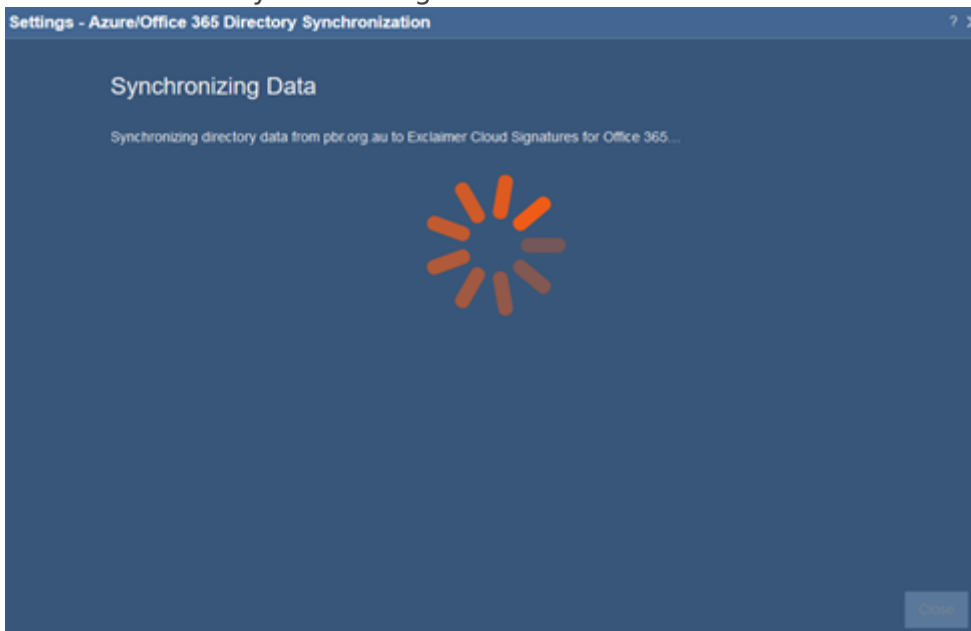 Settings - Azure/Office 365 Directory Synchronization ?
Synchronizing Data
Synchronizing directory data from pbr.org.au to Exclaimer Cloud Signatures for Office 365...
Close